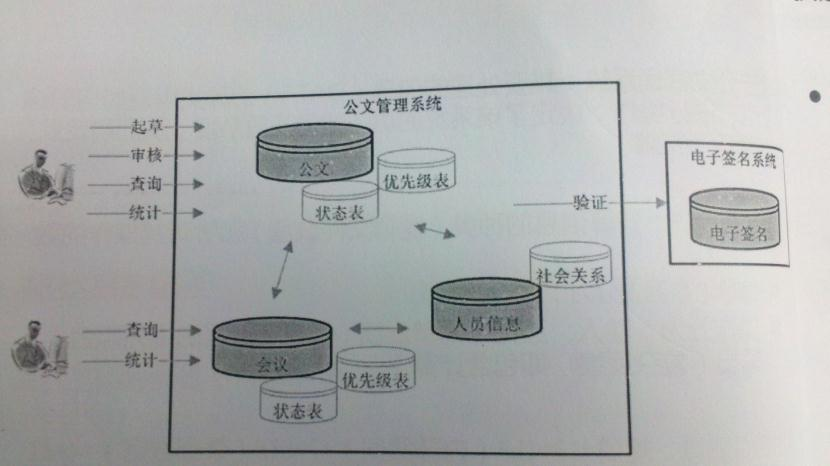 公文管理系统
起草
审核
查询
统计
公文
优先级表
状态表
验证
电子签名系统
电子签名
社会关系
人员信息
查询
统计
会议
优先级表
状态表